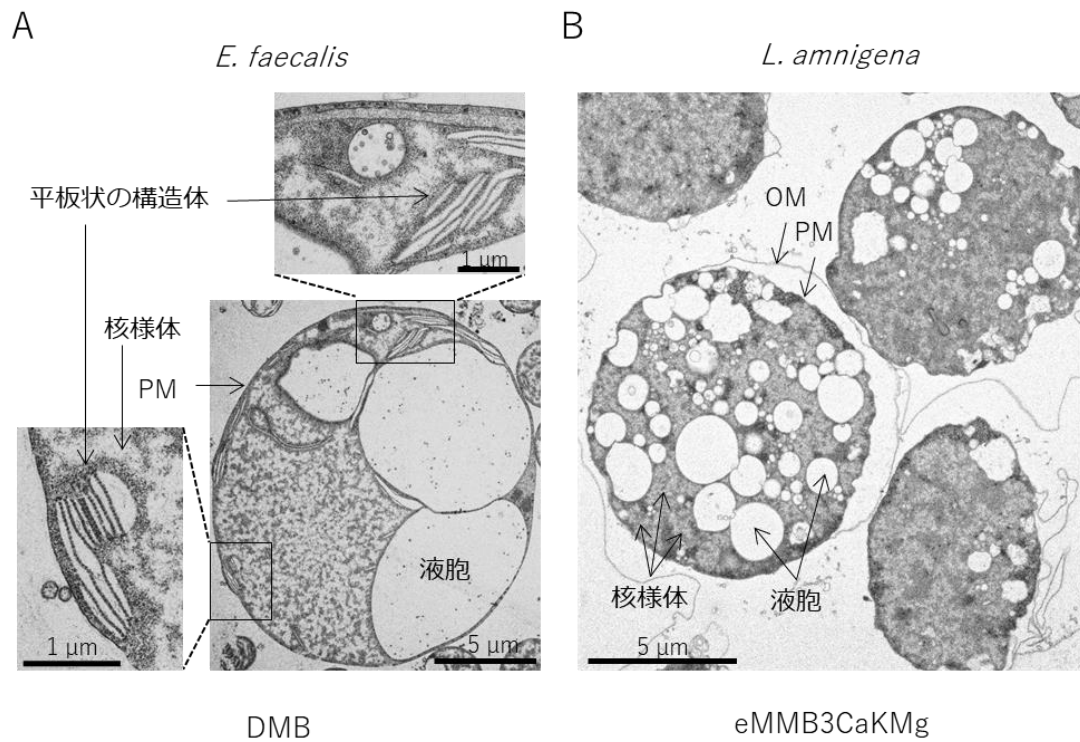 A
E. faecalis
平板状の構造体
1 μm
核様体
PM
液胞
1 μm
5 μm
DMB
B
L. amnigena
OM
PM
核様体
液胞
5 μm
eMMB3CaKMg